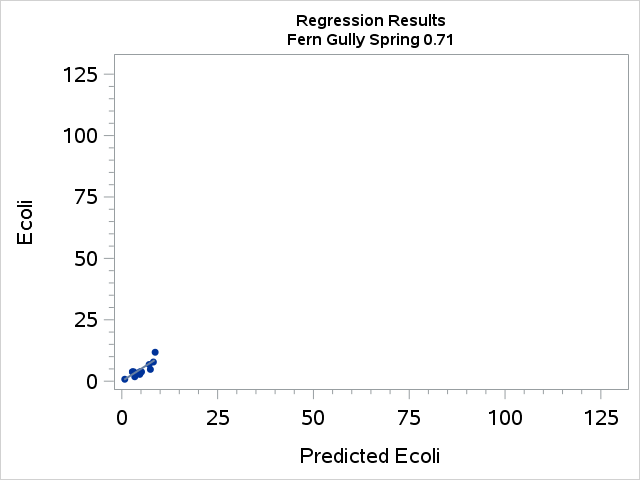 Regression Results
Fern Gully Spring 0.71
125
100
75
50
25
0
Ecoli
0 25 50 75 100 125
Predicted Ecoli